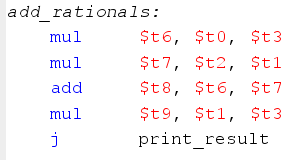 add_rationals:
mul $t6, $t0, $t3
mul $t7, $t2, $t1
add $t8, $t6, $t7
mul $t9, $t1, $t3
j print_result